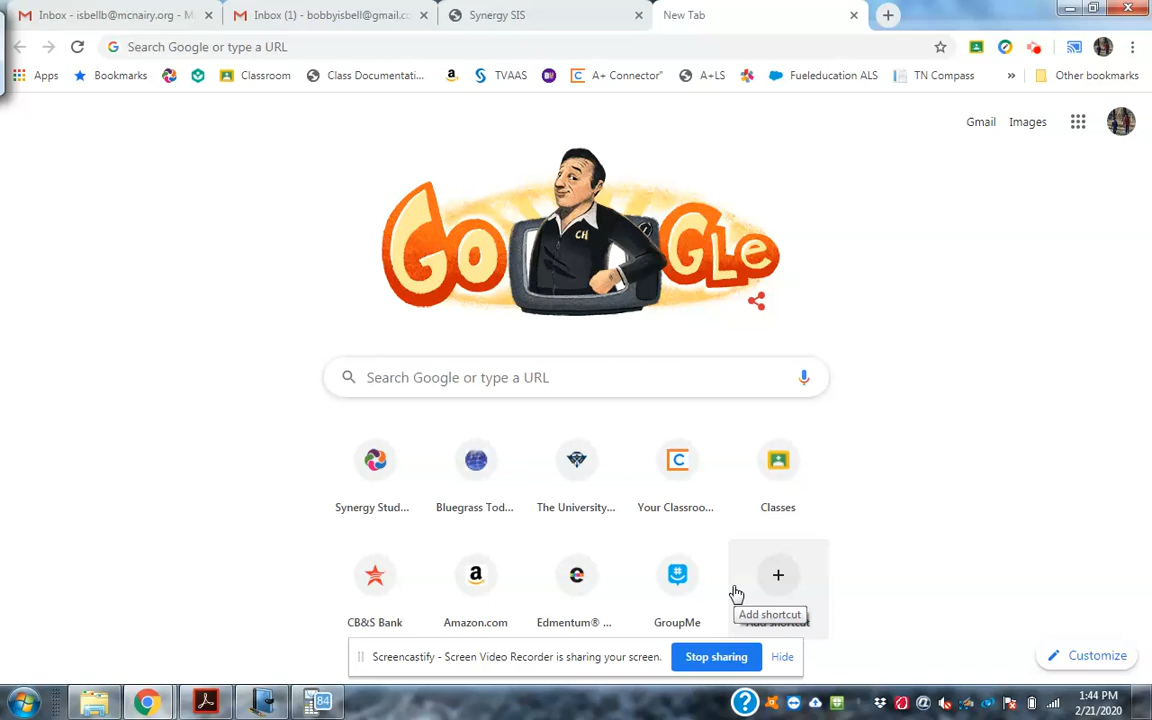 Inbox - isbellb@mcnairy.org - M
Inbox (1) - bobbyisbell@gmail.cc
Synergy SIS
New Tab
Search Google or type a URL
Apps
Bookmarks
Classroom
Class Documentati...
TVAAS
A+ Connector"
A+LS
Fueleducation ALS
TN Compass
»
Other bookmarks
Gmail
Images
GOOGLE
CH
Search Google or type a URL
Synergy Stud...
Bluegrass Tod...
The University...
Your Classroo...
Classes
CB&S Bank
Amazon.com
Edmentum® ...
GroupMe
Add shortcut
Screencastify - Screen Video Recorder is sharing your screen.
Stop sharing
Hide
Customize
84
1:44 PM
2/21/2020